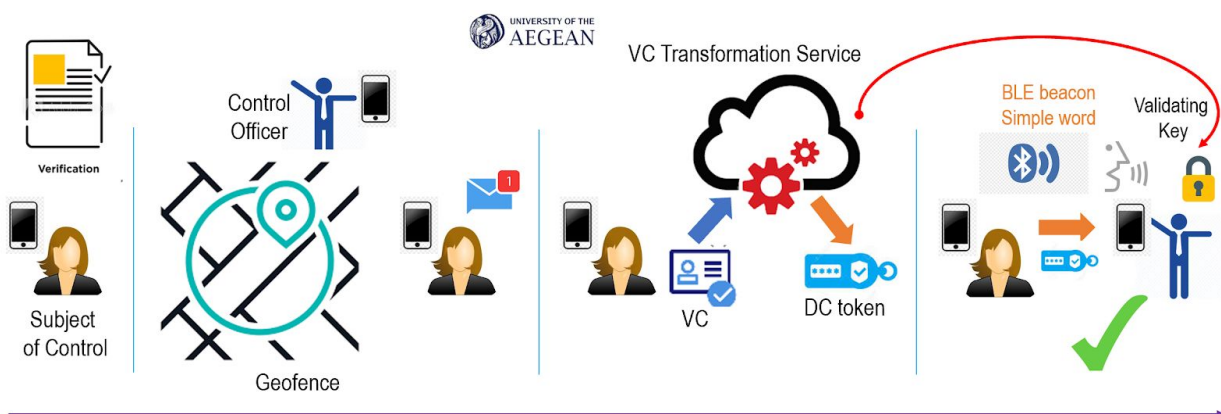 UNIVERSITY OF THE
AEGEAN
Verification
Subject
of Control
Control
Officer
Geofence
1
VC Transformation Service
VC
DC token
BLE beacon
Simple word
Validating
Key